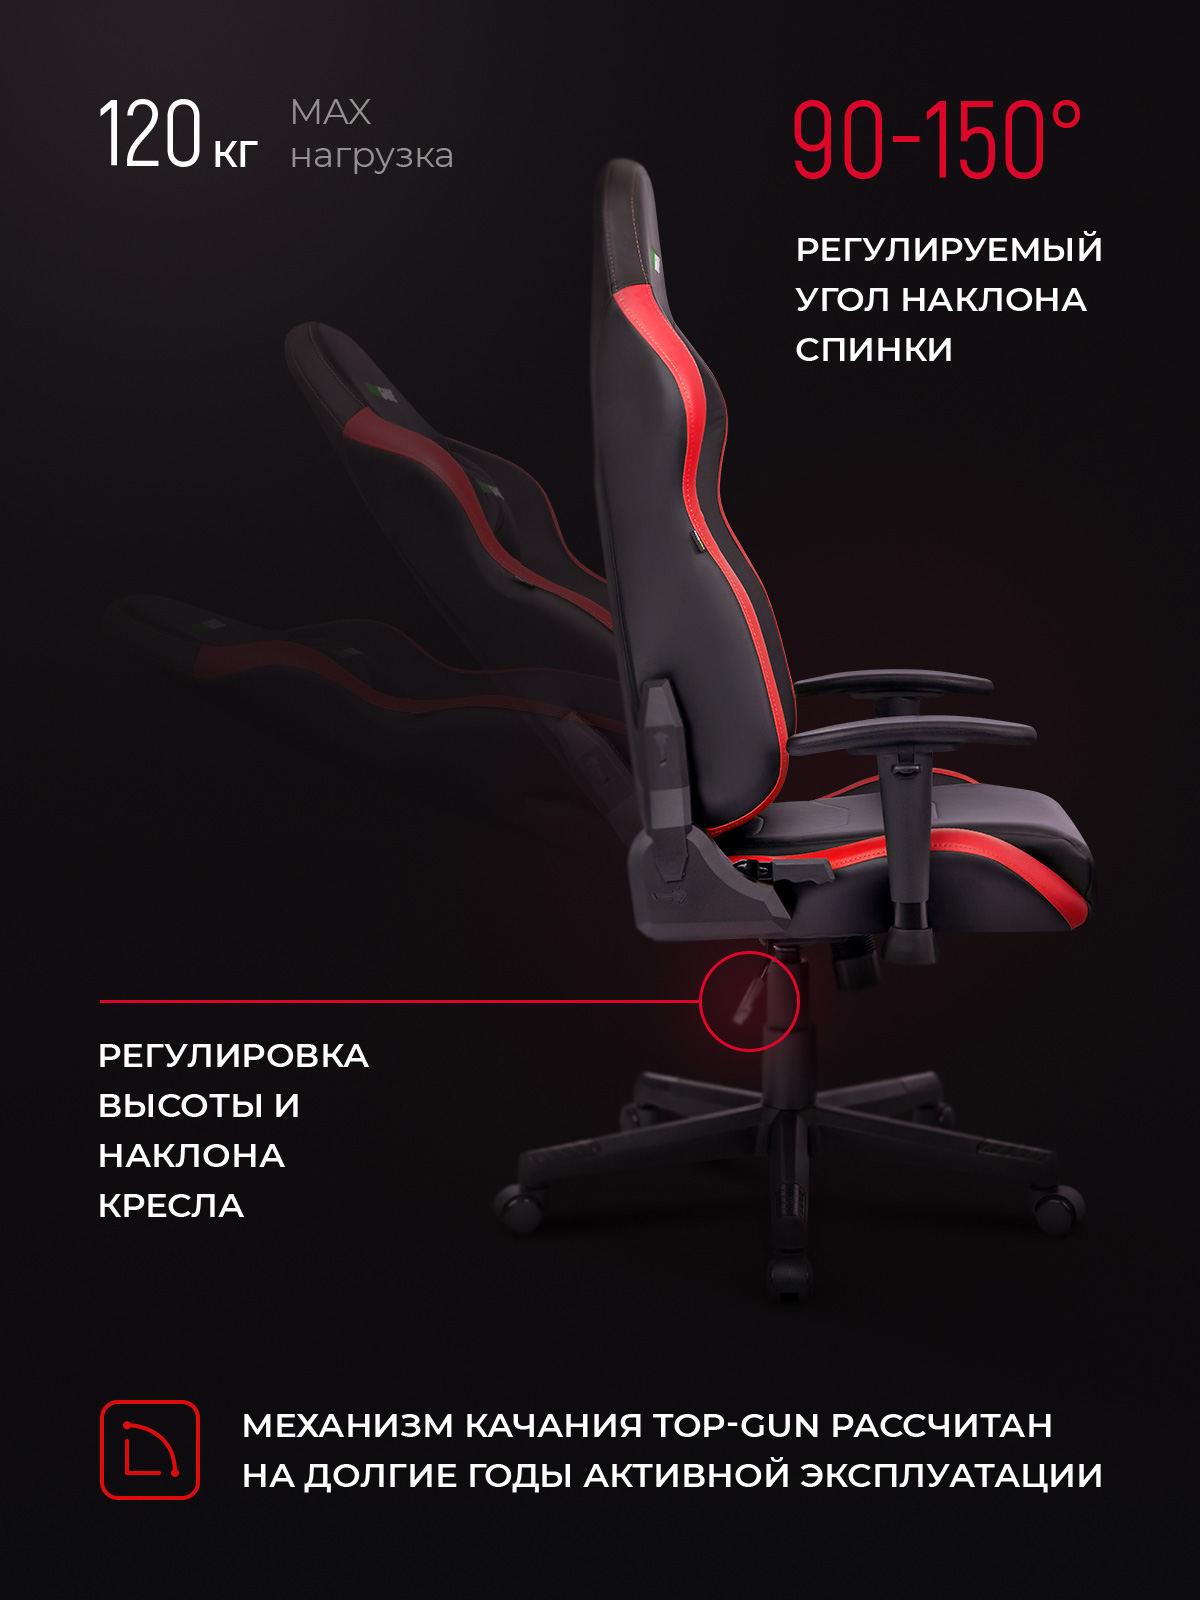 120 кг
MAX
нагрузка
90-150°
РЕГУЛИРУЕМЫЙ
УГОЛ НАКЛОНА
СПИНКИ
РЕГУЛИРОВКА
ВЫСОТЫ И
НАКЛОНА
КРЕСЛА
МЕХАНИЗМ КАЧАНИЯ TOP-GUN РАССЧИТАН
НА ДОЛГИЕ ГОДЫ АКТИВНОЙ ЭКСПЛУАТАЦИИ